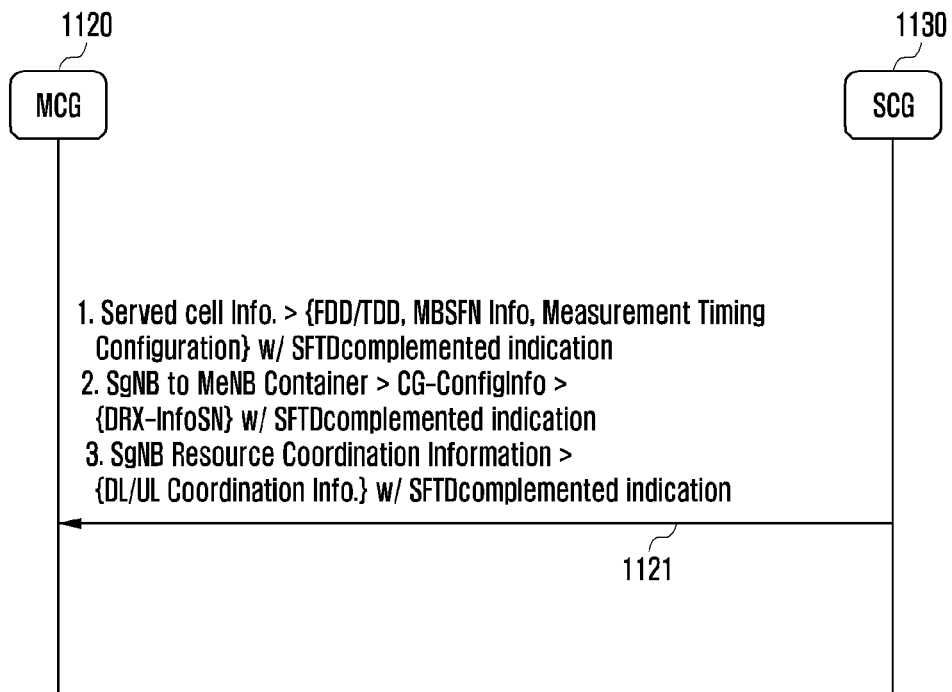 1120
1130
MCG
SCG
1. Served cell Info. > {FDD/TDD, MBSFN Info, Measurement Timing
Configuration} w/ SFTDcomplemented indication
2. SgNB to MeNB Container > CG-ConfigInfo >
{DRX-InfoSN} w/ SFTDcomplemented indication
3. SgNB Resource Coordination Information >
{DL/UL Coordination Info.} w/ SFTDcomplemented indication
1121